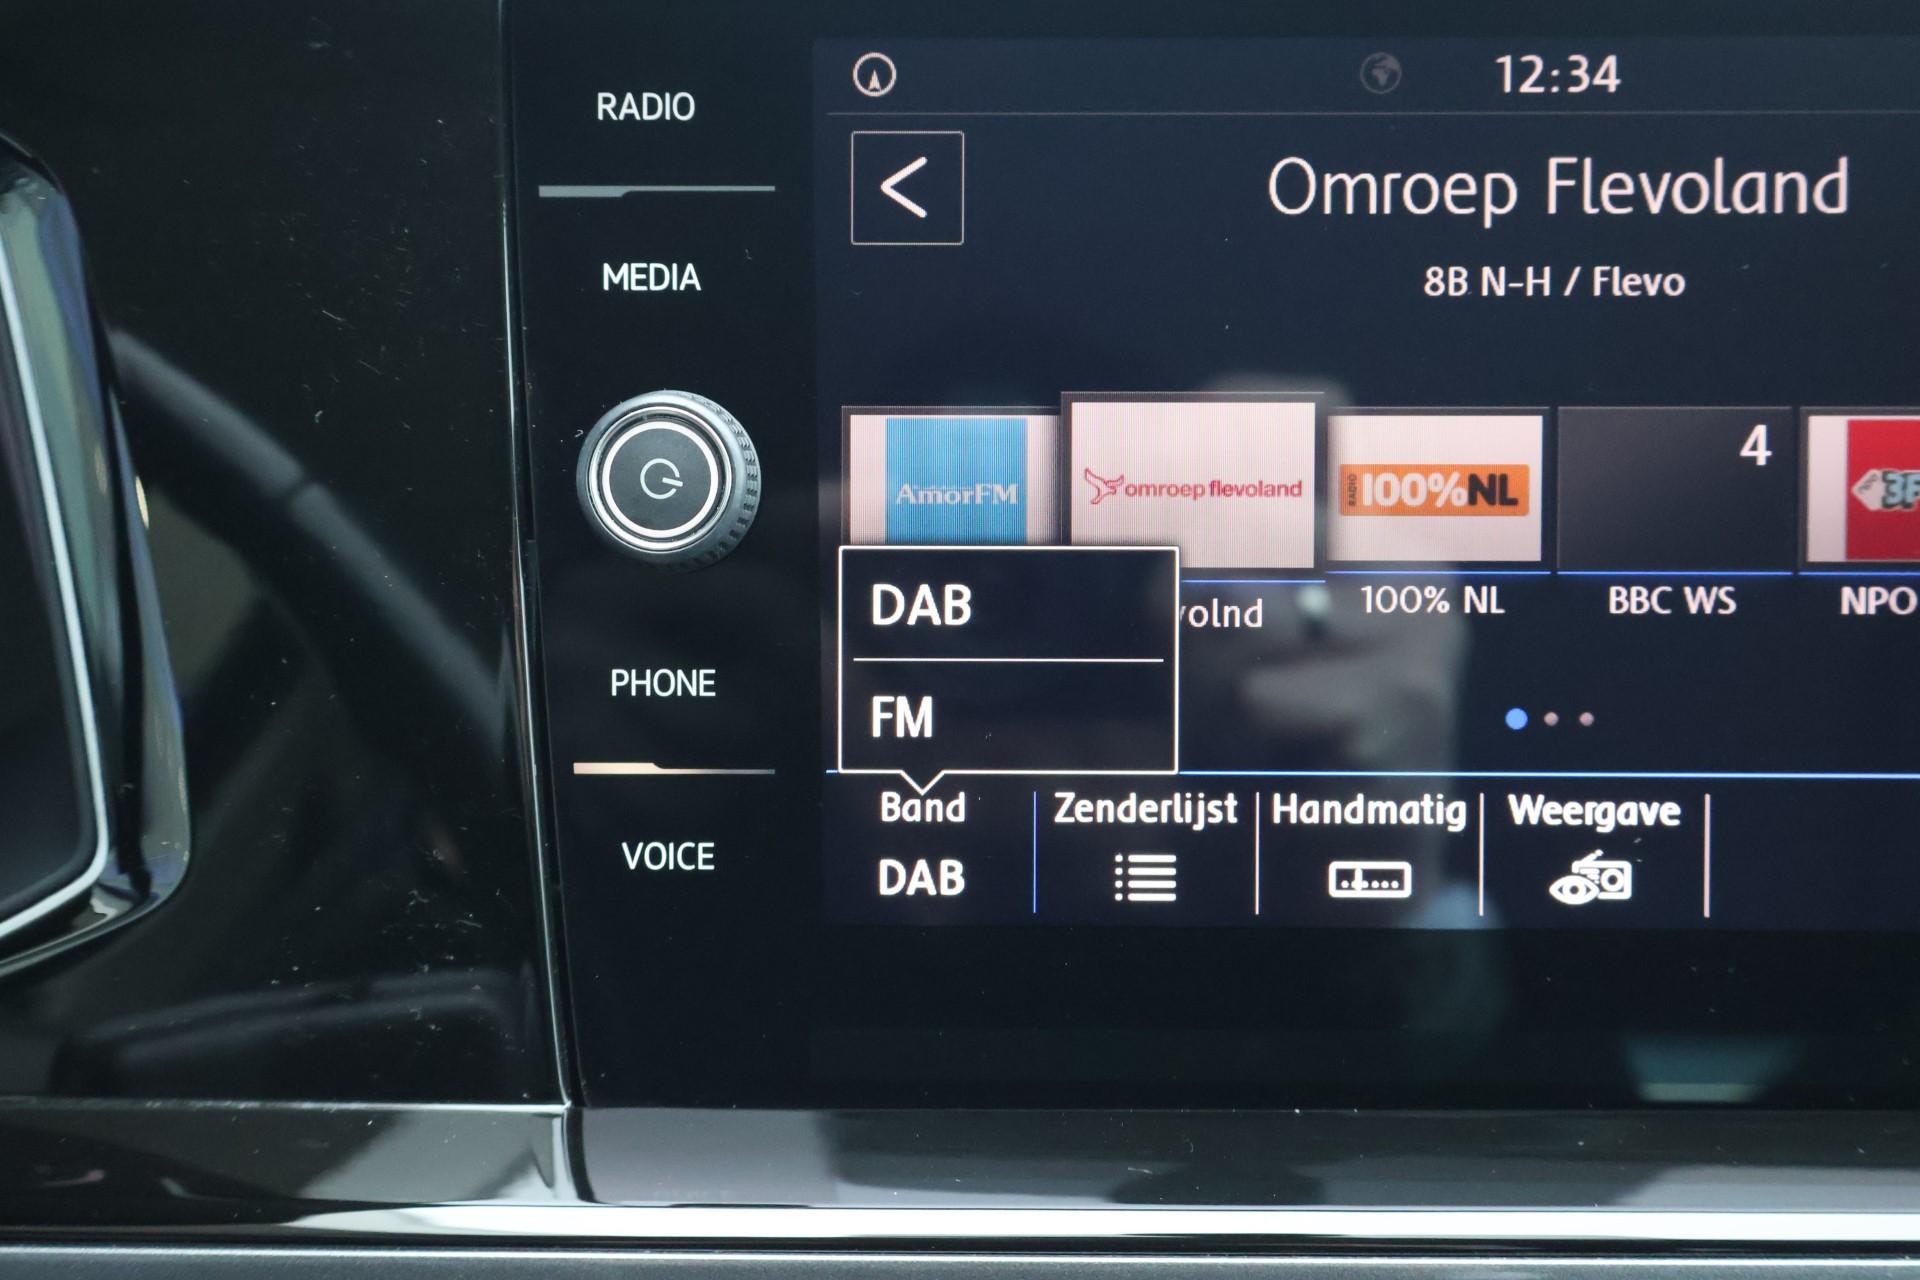 RADIO
MEDIA
PHONE
VOICE
12:34
Omroep Flevoland
8B N-H / Flevo
AmorFM
omroep flevoland
RADIO
100%NL
4
volnd
100% NL
BBC WS
NPO
DAB
FM
Band
Zenderlijst
Handmatig
Weergave
DAB